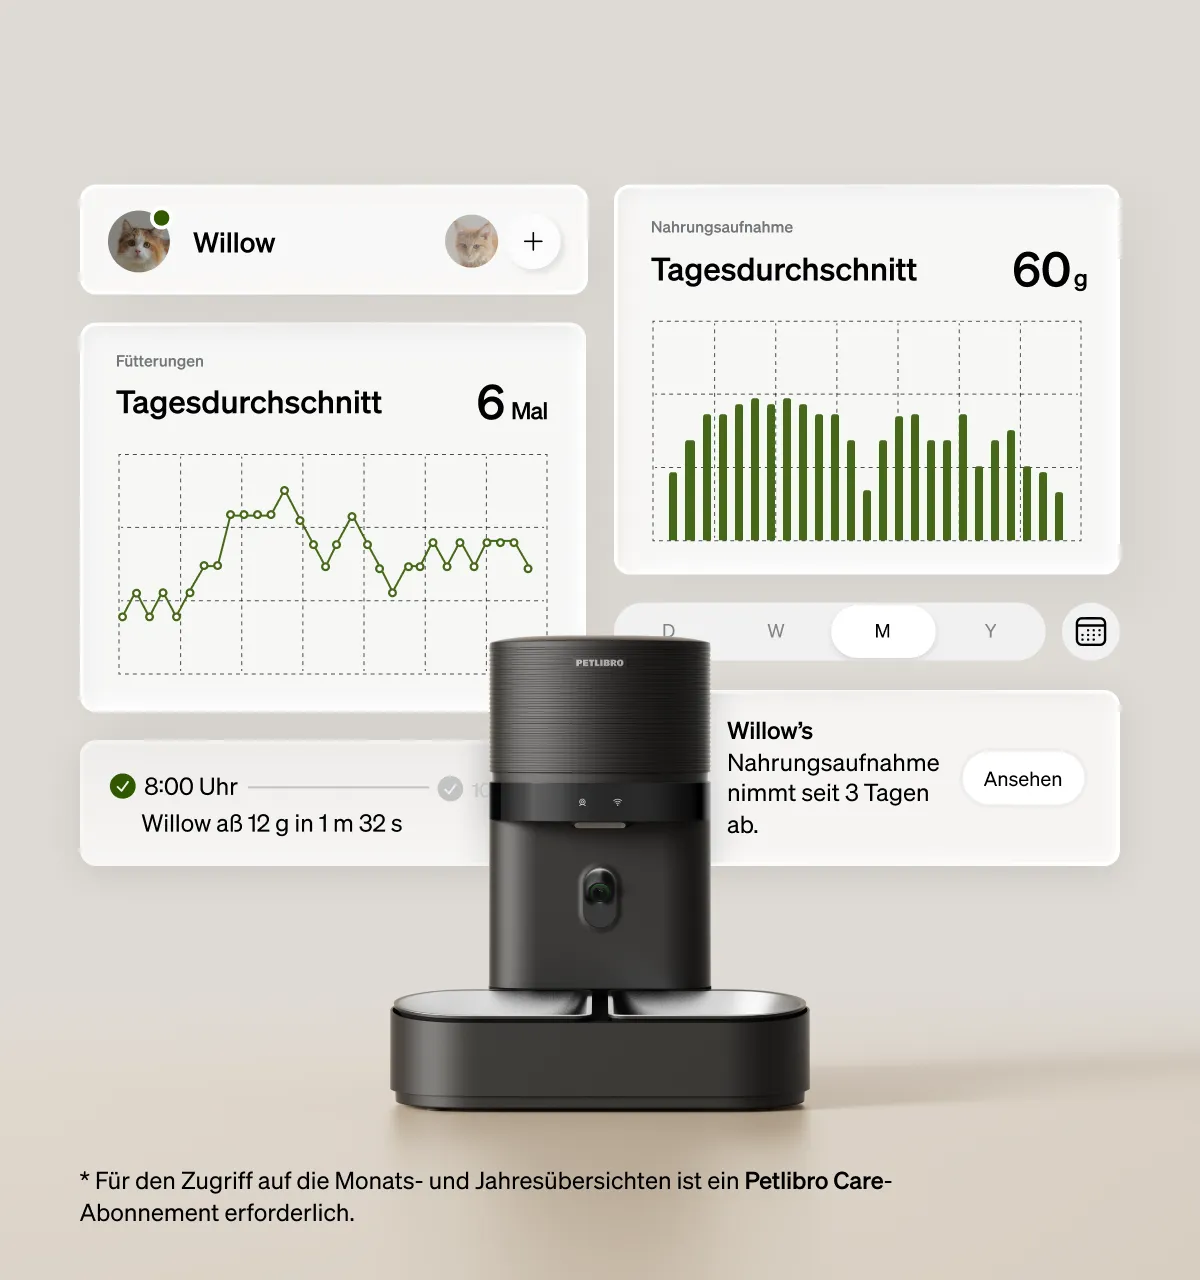 Willow
Nahrungsaufnahme
Tagesdurchschnitt
60 g
Fütterungen
Tagesdurchschnitt
6 Mal
D
W
M
Y
PETLIBRO
Willow’s
Nahrungsaufnahme
nimmt seit 3 Tagen
ab.
Ansehen
8:00 Uhr
10
Willow aß 12 g in 1 m 32 s
* Für den Zugriff auf die Monats- und Jahresübersichten ist ein Petlibro Care-
Abonnement erforderlich.